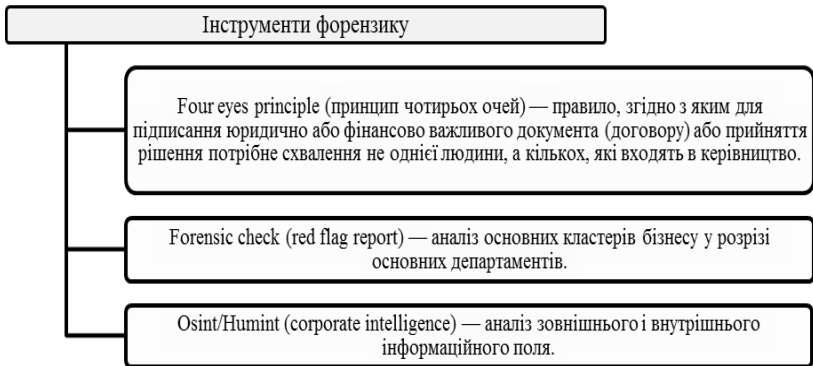 Інструменти форензику
Four eyes principle (принцип чотирьох очей) — правило, згідно з яким для
підписання юридично або фінансово важливого документа (договору) або прийняття
рішення потрібне схвалення не однієї людини, а кількох, які входять в керівництво.
Forensic check (red flag report) — аналіз основних кластерів бізнесу у розрізі
основних департаментів.
Osint/Humint (corporate intelligence) — аналіз зовнішнього і внутрішнього
інформаційного поля.